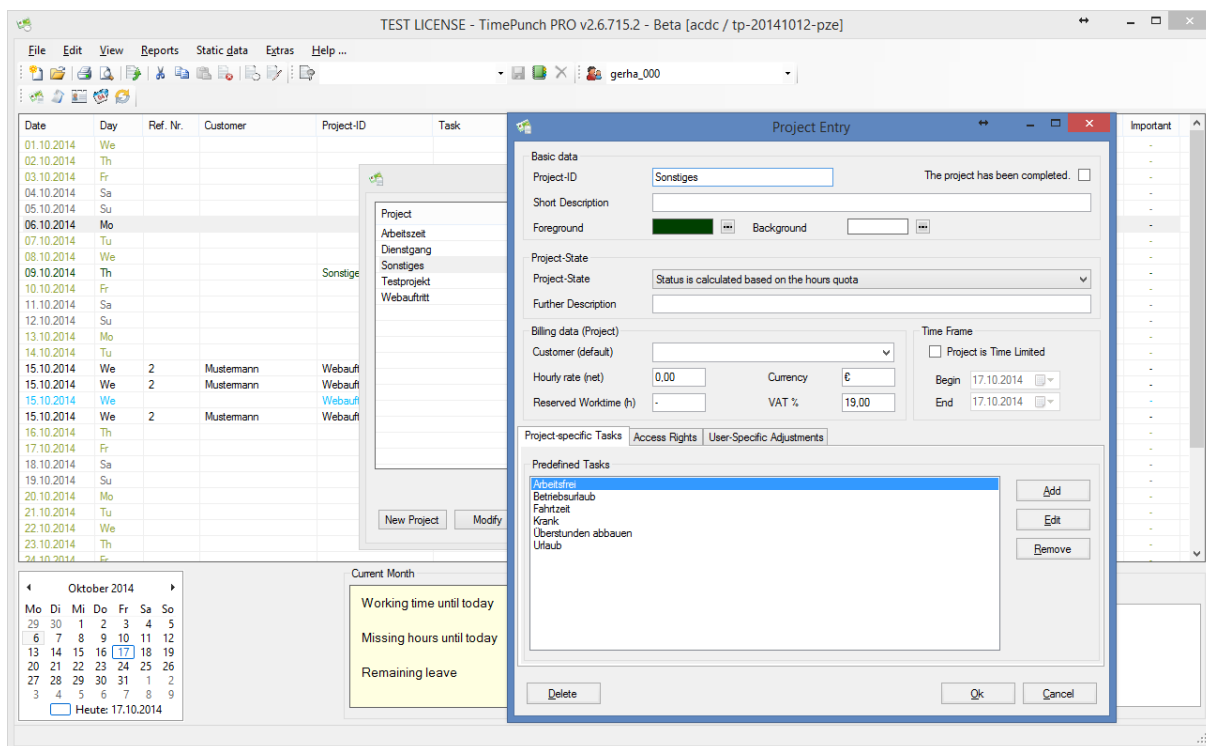 TEST LICENSE - TimePunch PRO v2.6.715.2 - Beta [acdc / tp-20141012-pze]
File Edit View Reports Static data Extras Help ...
gerha_000
Date Day Ref. Nr. Customer Project-ID Task Important
01.10.2014 We -
02.10.2014 Th -
03.10.2014 Fr -
04.10.2014 Sa -
05.10.2014 Su -
06.10.2014 Mo -
07.10.2014 Tu -
08.10.2014 We -
09.10.2014 Th Sonstige -
10.10.2014 Fr -
11.10.2014 Sa -
12.10.2014 Su -
13.10.2014 Mo -
14.10.2014 Tu -
15.10.2014 We 2 Mustemann Webauft -
15.10.2014 We 2 Mustemann Webauft -
15.10.2014 We Webauft -
15.10.2014 We 2 Mustemann Webauft -
16.10.2014 Th -
17.10.2014 Fr -
18.10.2014 Sa -
19.10.2014 Su -
20.10.2014 Mo -
21.10.2014 Tu -
22.10.2014 We -
23.10.2014 Th -
24.10.2014 Fr -
Project
Arbeitszeit
Dienstgang
Sonstiges
Testprojekt
Webauftritt
New Project Modify
Project Entry
Basic data
Project-ID Sonstiges The project has been completed.
Short Description
Foreground Background
Project-State
Project-State Status is calculated based on the hours quota
Further Description
Billing data (Project)
Customer (default)
Hourly rate (net) 0,00 Currency €
Reserved Worktime (h) - VAT % 19,00
Time Frame
Project is Time Limited
Begin 17.10.2014
End 17.10.2014
Project-specific Tasks Access Rights User-Specific Adjustments
Predefined Tasks
Arbeitsfrei
Betriebsurlaub
Fahrtzeit
Krank
Überstunden abbauen
Urlaub
Add
Edit
Remove
Delete Ok Cancel
Oktober 2014
Mo Di Mi Do Fr Sa So
29 30 1 2 3 4 5
6 7 8 9 10 11 12
13 14 15 16 17 18 19
20 21 22 23 24 25 26
27 28 29 30 31 1 2
3 4 5 6 7 8 9
Heute: 17.10.2014
Current Month
Working time until today
Missing hours until today
Remaining leave